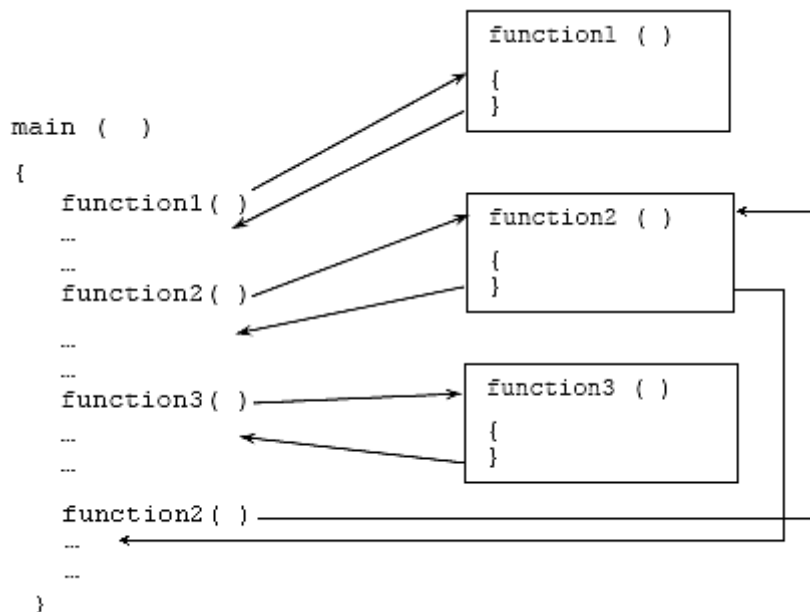 main ( )
{
function1( )
…
…
function2( )
…
…
function3( )
…
…
function2( )
…
…
}
function1 ( )
{
}
function2 ( )
{
}
function3 ( )
{
}